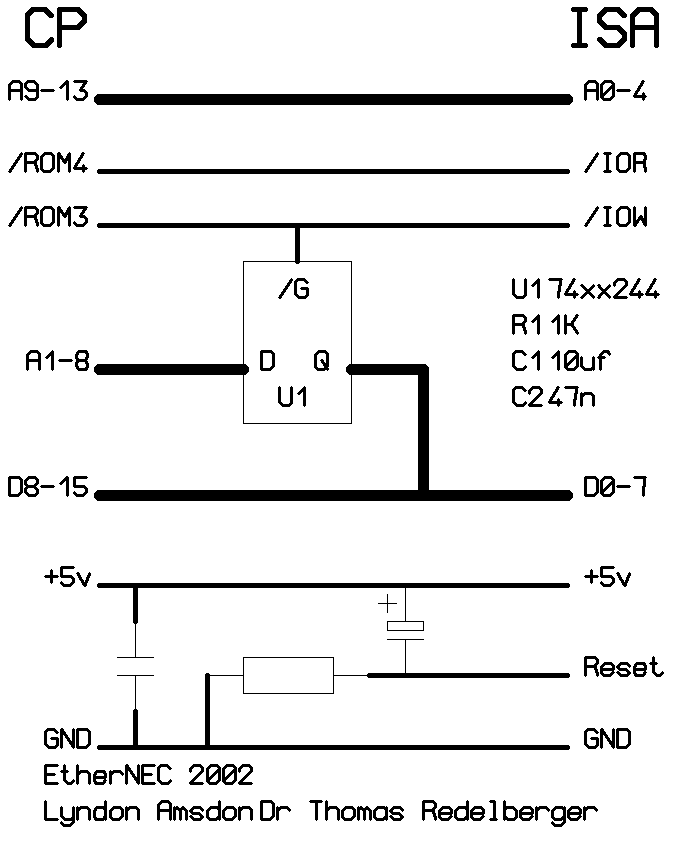 CP ISA
A9-13 A0-4
/ROM4 /IOR
/ROM3 /IOW
/G
U1 74xx244
R1 1K
A1-8 D Q C1 10uf
U1 C2 47n
D8-15 D0-7
+5v +5v
+
Reset
GND GND
EtherNEC 2002
Lyndon Amsdon Dr Thomas Redelberger